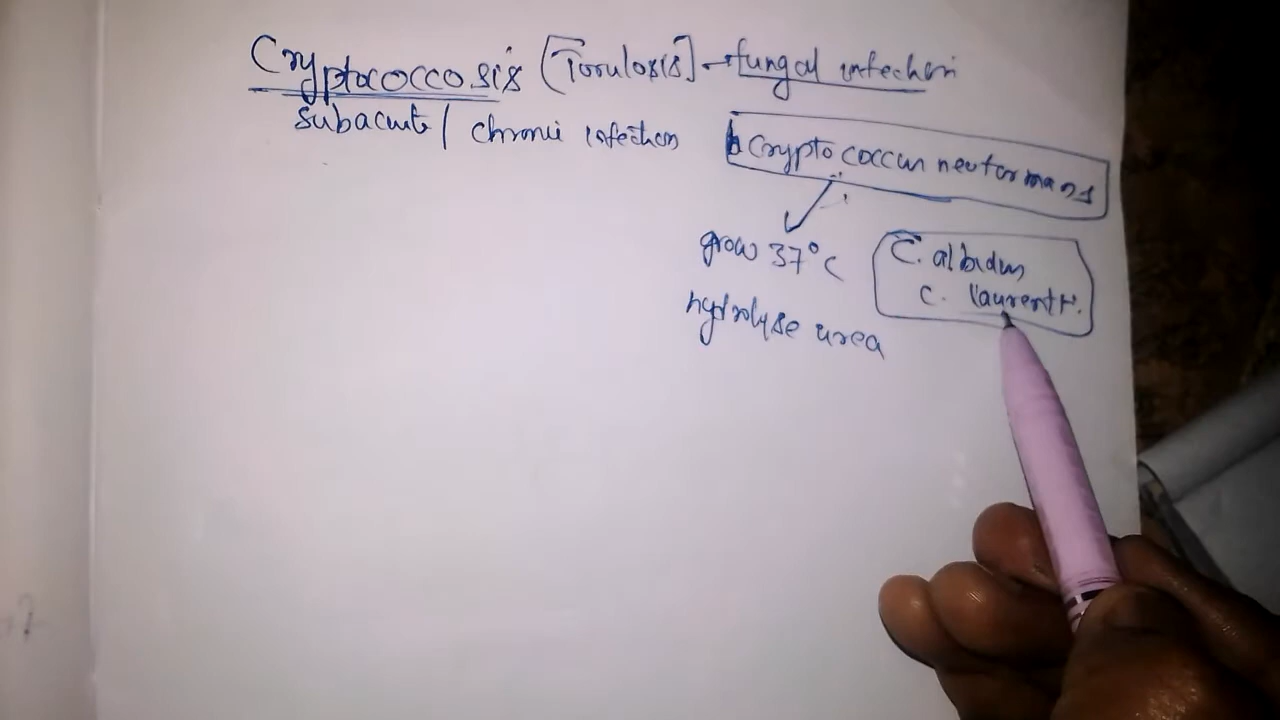 Cryptococcosis [Torulosis] → fungal infection
subacute / chronic infection
Cryptococcus neoformans
grow 37°C
hydrolyse urea
C. albidus
C. laurentii.